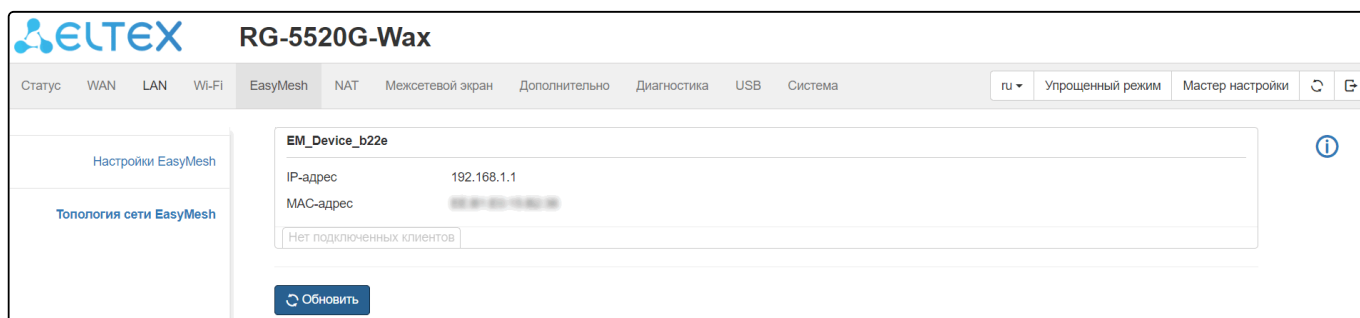 ELTEX RG-5520G-Wax
Статус WAN LAN Wi-Fi EasyMesh NAT Межсетевой экран Дополнительно Диагностика USB Система ru Упрощенный режим Мастер настройки
Настройки EasyMesh
Топология сети EasyMesh
EM_Device_b22e
IP-адрес 192.168.1.1
MAC-адрес
Нет подключенных клиентов
Обновить